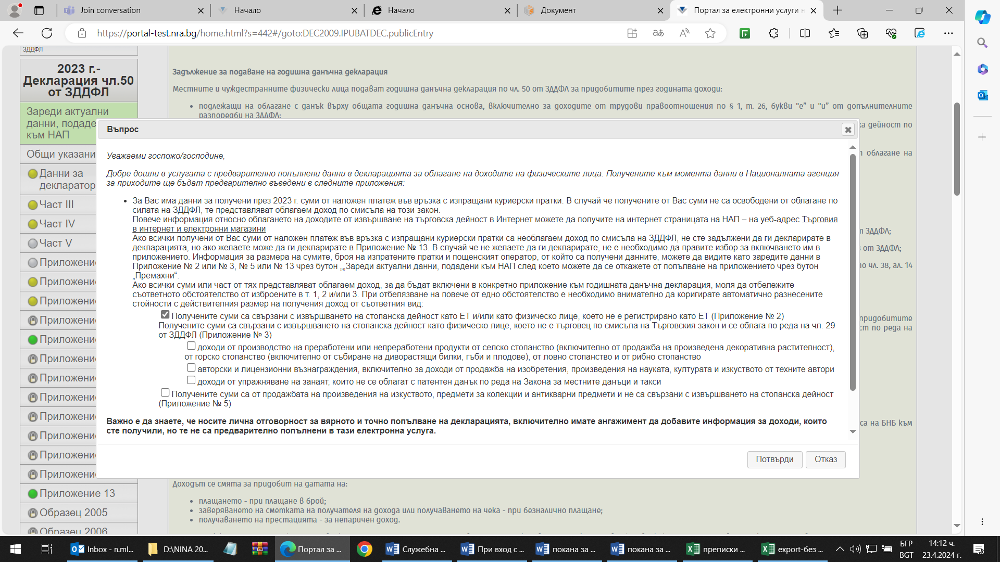 Join conversation
Начало
Начало
Документ
Портал за електронни услуги н
https://portal-test.nra.bg/home.html?s=442#/goto:DEC2009.IPUBATDEC.publicEntry
ЗДДФЛ
2023 г.-
Декларация чл.50
от ЗДДФЛ
Зареди актуални
данни, подаде
към НАП
Общи указани
Данни за
декларатор
Част III
Част IV
Част V
Приложени
Приложени
Приложени
Приложени
Приложени
Приложени
Приложени
Приложени
Приложени
Приложени
Приложени
Приложени
Приложение 13
Образец 2005
Образец 2006
Задължение за подаване на годишна данъчна декларация
Местните и чуждестранните физически лица подават годишна данъчна декларация по чл. 50 от ЗДДФЛ за придобитите през годината доходи:
• подлежащи на облагане с данък върху общата годишна данъчна основа, включително за доходите от трудови правоотношения по § 1, т. 26, букви "е” и "и” от допълнителните
разпоредби на ЗДДФЛ;
ка дейност по
облагане на
от ЗДДФЛ;
от ЗДДФЛ;
по чл. 38, ал. 14
придобитите
ст по реда на
са на БНБ към
Въпрос
Уважаеми госпожо/господине,
Добре дошли в услугата с предварително попълнени данни в декларацията за облагане на доходите на физическите лица. Получените към момента данни в Националната агенция
за приходите ще бъдат предварително въведени в следните приложения:
• За Вас има данни за получени през 2023 г. суми от наложен платеж във връзка с изпращани куриерски пратки. В случай че получените от Вас суми не са освободени от облагане по
силата на ЗДДФЛ, те представляват облагаем доход по смисъла на този закон.
Повече информация относно облагането на доходите от извършване на търговска дейност в Интернет можете да получите на интернет страницата на НАП – на уеб-адрес Търговия
в интернет и електронни магазини
Ако всички получени от Вас суми от наложен платеж във връзка с изпращани куриерски пратки са необлагаем доход по смисъла на ЗДДФЛ, не сте задължени да ги декларирате в
декларацията, но ако желаете може да ги декларирате в Приложение № 13. В случай че не желаете да ги декларирате, не е необходимо да правите избор за включването им в
приложението. Информация за размера на сумите, броя на изпратените пратки и пощенският оператор, от който са получени данните, можете да видите като заредите данни в
Приложение № 2 или № 3, № 5 или № 13 чрез бутон „„Зареди актуални данни, подадени към НАП след което можете да се откажете от попълване на приложението чрез бутон
„Премахни“.
Ако всички суми или част от тях представляват облагаем доход, за да бъдат включени в конкретно приложение към годишната данъчна декларация, моля да отбележите
съответното обстоятелство от изброените в т. 1, 2 и/или 3. При отбелязване на повече от едно обстоятелство е необходимо внимателно да коригирате автоматично разнесените
стойности с действителния размер на получения доход от съответния вид:
Получените суми са свързани с извършването на стопанска дейност като ЕТ и/или като физическо лице, което не е регистрирано като ЕТ (Приложение № 2)
Получените суми са свързани с извършването на стопанска дейност като физическо лице, което не е търговец по смисъла на Търговския закон и се облага по реда на чл. 29
от ЗДДФЛ (Приложение № 3)
доходи от производство на преработени или непреработени продукти от селско стопанство (включително от продажба на произведена декоративна растителност),
от горско стопанство (включително от събиране на диворастящи билки, гъби и плодове), от ловно стопанство и от рибно стопанство
авторски и лицензионни възнаграждения, включително за доходи от продажба на изобретения, произведения на науката, културата и изкуството от техните автори
доходи от упражняване на занаят, които не се облагат с патентен данък по реда на Закона за местните данъци и такси
Получените суми са от продажбата на произведения на изкуството, предмети за колекции и антикварни предмети и не са свързани с извършването на стопанска дейност
(Приложение № 5)
Важно е да знаете, че носите лична отговорност за вярното и точно попълване на декларацията, включително имате ангажимент да добавите информация за доходи, които
сте получили, но те не са предварително попълнени в тази електронна услуга.
Потвърди
Отказ
Доходът се смята за придобит на датата на:
• плащането - при плащане в брой;
• заверяването на сметката на получателя на дохода или получаването на чека - при безналично плащане;
• получаването на престацията - за непаричен доход.
Inbox - n.ml...
D:\NINA 20...
Портал за ...
Служебна ...
При вход с ...
покана за ...
покана за ...
преписки ...
export-без ...
БГР
BGT
14:12 ч.
23.4.2024 г.